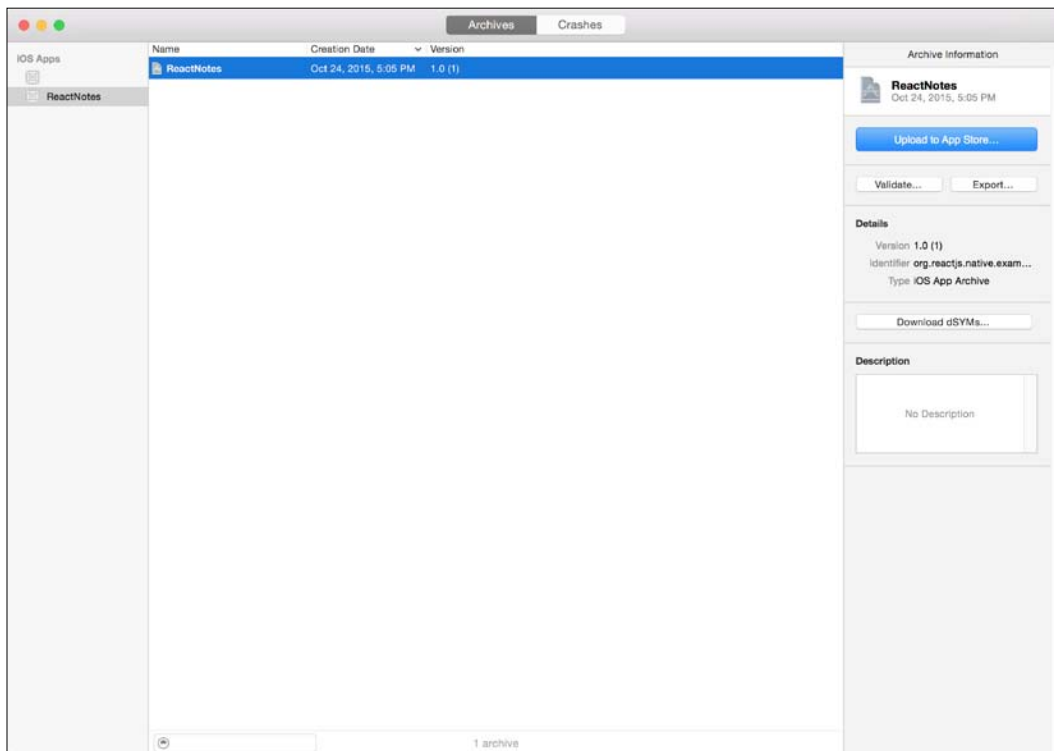 Archives Crashes
iOS Apps
ReactNotes
Name Creation Date Version
ReactNotes Oct 24, 2015, 5:05 PM 1.0 (1)
1 archive
Archive Information
ReactNotes
Oct 24, 2015, 5:05 PM
Upload to App Store...
Validate... Export...
Details
Version 1.0 (1)
Identifier org.reactjs.native.exam...
Type iOS App Archive
Download dSYMs...
Description
No Description